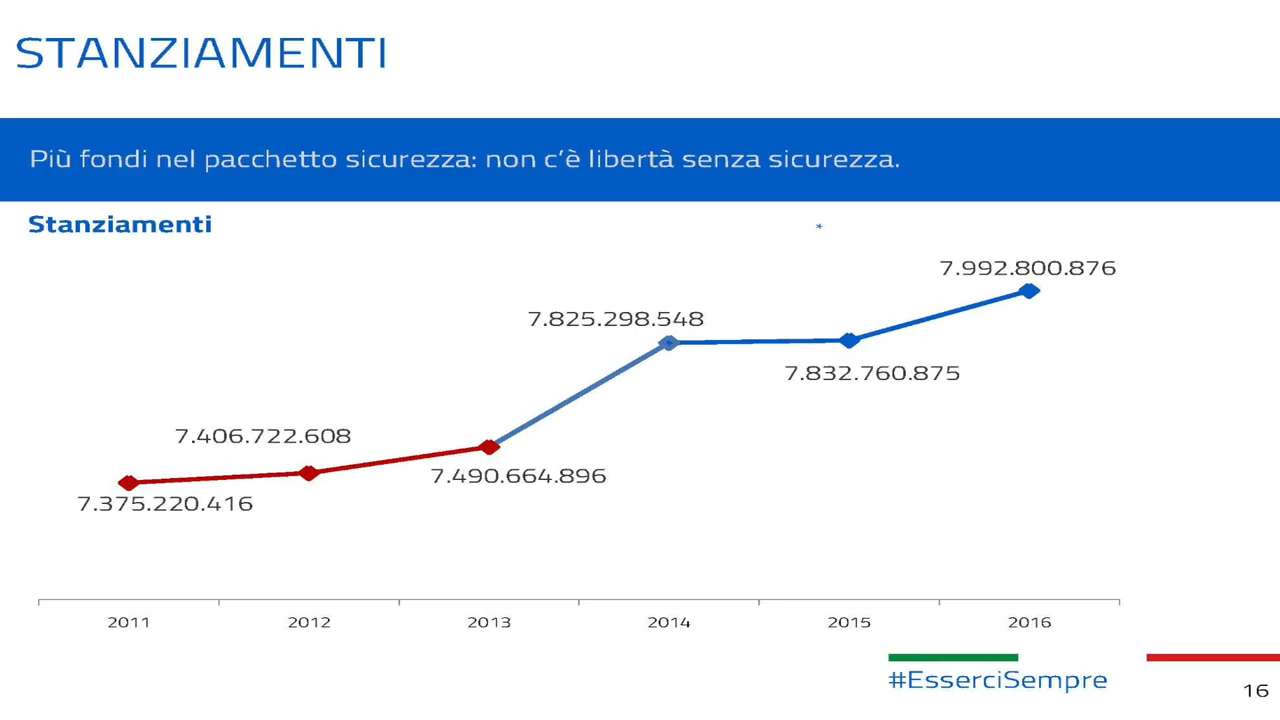 STANZIAMENTI
Più fondi nel pacchetto sicurezza: non c'è libertà senza sicurezza.
Stanziamenti
*
7.992.800.876
7.825.298.548
7.832.760.875
7.406.722.608
7.490.664.896
7.375.220.416
2011 2012 2013 2014 2015 2016
#EsserciSempre
16